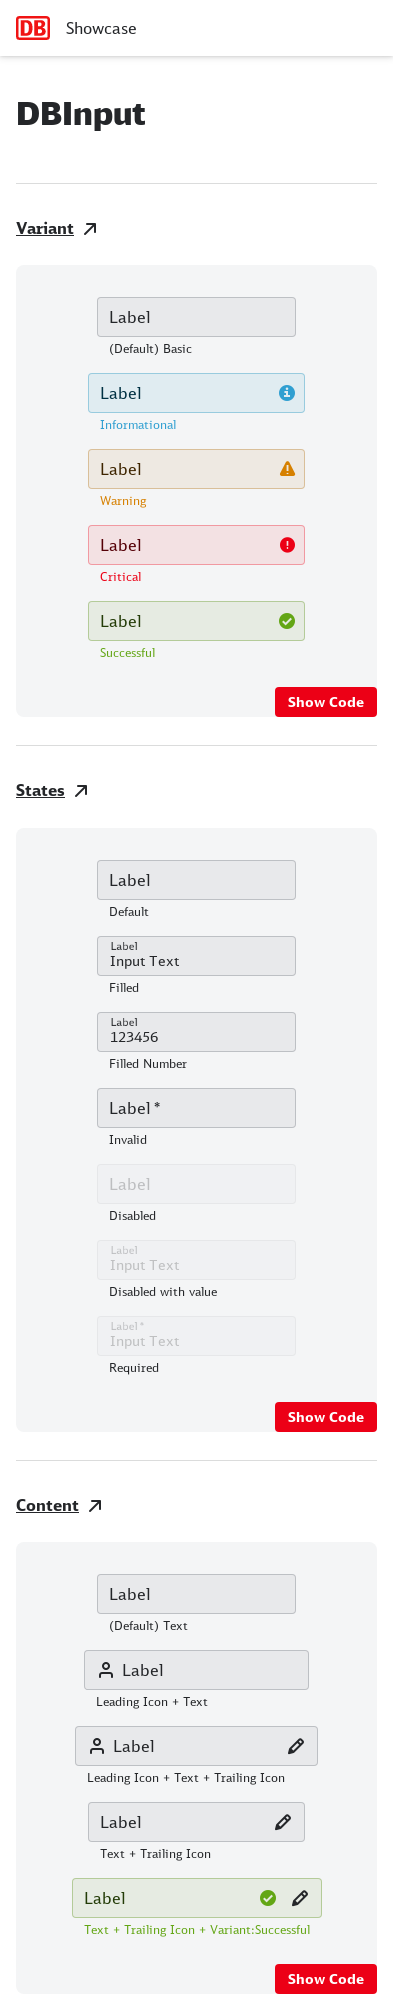 DB Showcase
DBInput
Variant
Label
(Default) Basic
Label
Informational
Label
Warning
Label
Critical
Label
Successful
Show Code
States
Label
Default
Label
Input Text
Filled
Label
123456
Filled Number
Label *
Invalid
Label
Disabled
Label
Input Text
Disabled with value
Label *
Input Text
Required
Show Code
Content
Label
(Default) Text
Label
Leading Icon + Text
Label
Leading Icon + Text + Trailing Icon
Label
Text + Trailing Icon
Label
Text + Trailing Icon + Variant:Successful
Show Code